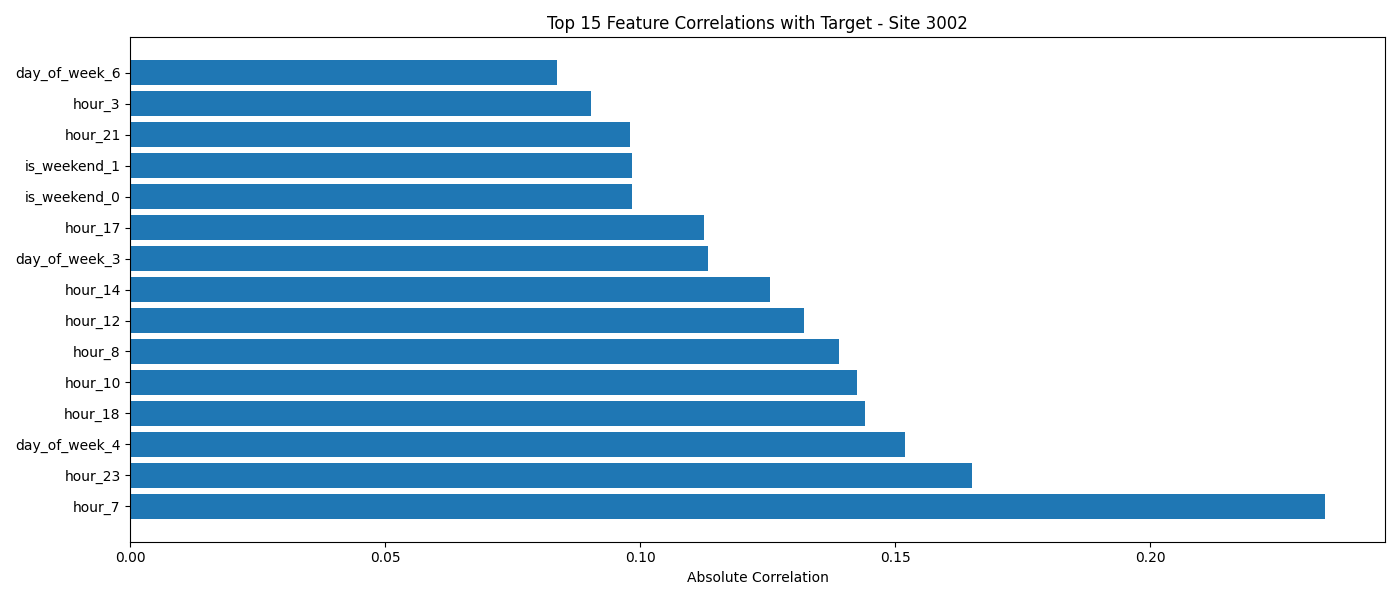 Top 15 Feature Correlations with Target - Site 3002
day_of_week_6
hour_3
hour_21
is_weekend_1
is_weekend_0
hour_17
day_of_week_3
hour_14
hour_12
hour_8
hour_10
hour_18
day_of_week_4
hour_23
hour_7
0.00 0.05 0.10 0.15 0.20
Absolute Correlation